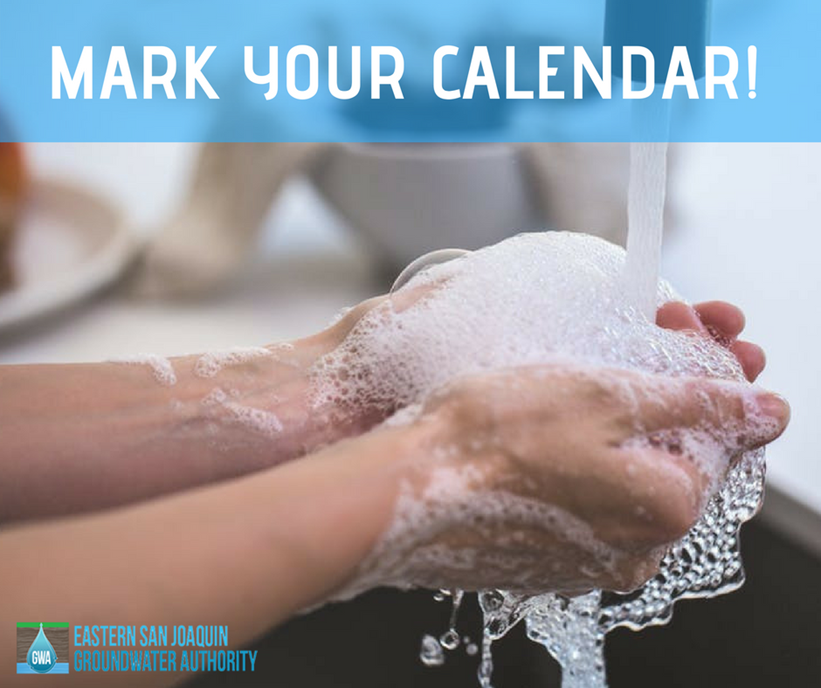 MARK YOUR CALENDAR!
GWA
EASTERN SAN JOAQUIN
GROUNDWATER AUTHORITY